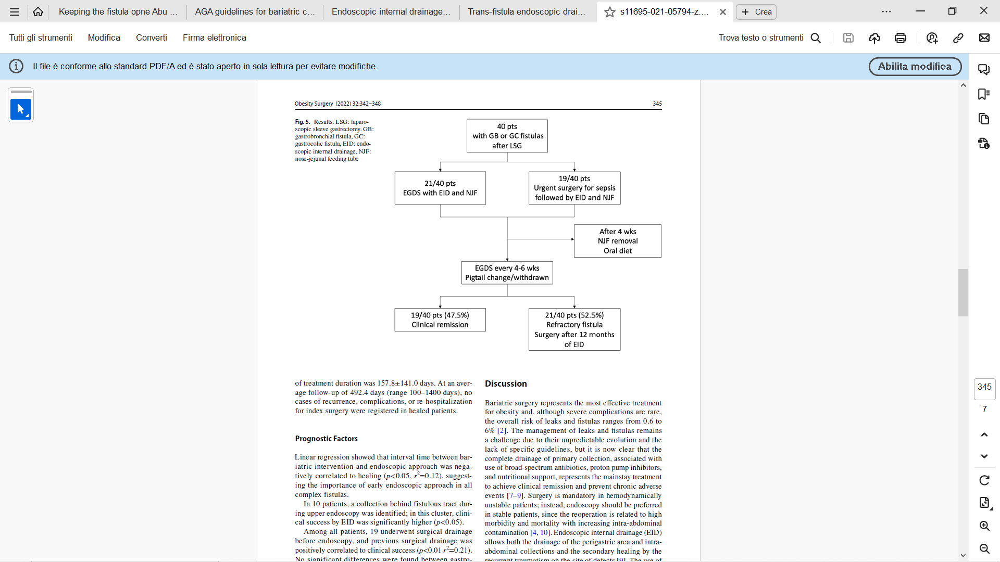 Keeping the fistula opne Abu ...
AGA guidelines for bariatric c...
Endoscopic internal drainage...
Trans-fistula endoscopic drai...
s11695-021-05794-z....
Crea
Tutti gli strumenti
Modifica
Converti
Firma elettronica
Trova testo o strumenti
Il file è conforme allo standard PDF/A ed è stato aperto in sola lettura per evitare modifiche.
Abilita modifica
Obesity Surgery (2022) 32:342–348
345
Fig. 5. Results. LSG: laparo-
scopic sleeve gastrectomy. GB:
gastrobronchial fistula, GC:
gastrocolic fistula, EID: endo-
scopic internal drainage, NJF:
nose-jejunal feeding tube
40 pts
with GB or GC fistulas
after LSG
21/40 pts
EGDS with EID and NJF
19/40 pts
Urgent surgery for sepsis
followed by EID and NJF
After 4 wks
NJF removal
Oral diet
EGDS every 4-6 wks
Pigtail change/withdrawn
19/40 pts (47.5%)
Clinical remission
21/40 pts (52.5%)
Refractory fistula
Surgery after 12 months
of EID
of treatment duration was 157.8±141.0 days. At an aver-
age follow-up of 492.4 days (range 100–1400 days), no
cases of recurrence, complications, or re-hospitalization
for index surgery were registered in healed patients.
Prognostic Factors
Linear regression showed that interval time between bar-
iatric intervention and endoscopic approach was nega-
tively correlated to healing (p<0.05, r²=0.12), suggest-
ing the importance of early endoscopic approach in all
complex fistulas.
In 10 patients, a collection behind fistulous tract dur-
ing upper endoscopy was identified; in this cluster, clini-
cal success by EID was significantly higher (p<0.05).
Among all patients, 19 underwent surgical drainage
before endoscopy, and previous surgical drainage was
positively correlated to clinical success (p<0.01 r²=0.21).
No significant differences were found between gastro-
Discussion
Bariatric surgery represents the most effective treatment
for obesity and, although severe complications are rare,
the overall risk of leaks and fistulas ranges from 0.6 to
6% [2]. The management of leaks and fistulas remains
a challenge due to their unpredictable evolution and the
lack of specific guidelines, but it is now clear that the
complete drainage of primary collection, associated with
use of broad-spectrum antibiotics, proton pump inhibitors,
and nutritional support, represents the mainstay treatment
to achieve clinical remission and prevent chronic adverse
events [7–9]. Surgery is mandatory in hemodynamically
unstable patients; instead, endoscopy should be preferred
in stable patients, since the reoperation is related to high
morbidity and mortality with increasing intra-abdominal
contamination [4, 10]. Endoscopic internal drainage (EID)
allows both the drainage of the perigastric area and intra-
abdominal collections and the secondary healing by the
recurrent traumatism on the site of defects [9]. The use of
345
7